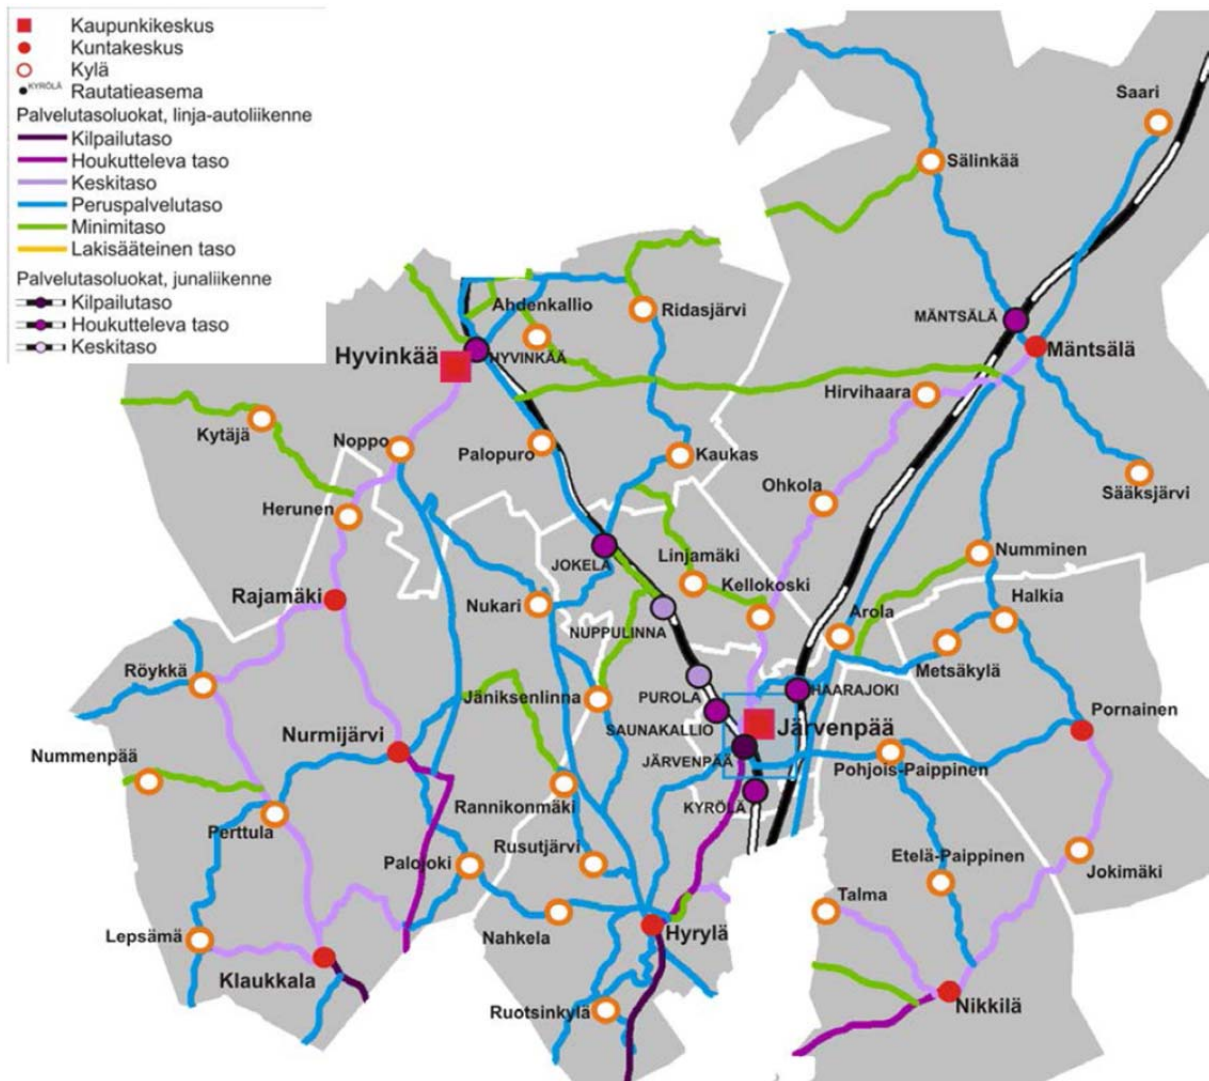 Kaupunkikeskus
Kuntakeskus
Kylä
KYRÖLÄ Rautatieasema
Palvelutasoluokat, linja-autoliikenne
Kilpailutaso
Houkutteleva taso
Keskitaso
Peruspalvelutaso
Minimitaso
Lakisääteinen taso
Palvelutasoluokat, junaliikenne
Kilpailutaso
Houkutteleva taso
Keskitaso
Saari
Sälinkää
Ahdenkallio
Ridasjärvi
MÄNTSÄLÄ
Mäntsälä
Hyvinkää
HYVINKÄÄ
Hirvihaara
Kytäjä
Noppo
Palopuro
Kaukas
Ohkola
Sääksjärvi
Herunen
JOKELA
Linjamäki
Numminen
Kellokoski
Rajamäki
Nukari
Arola
Halkia
NUPPULINNA
Röykkä
Metsäkylä
Jäniksenlinna
PUROLA
HAARAJOKI
Pornainen
SAUNAKALLIO
Järvenpää
Nurmijärvi
Nummenpää
JÄRVENPÄÄ
Pohjois-Paippinen
Rannikonmäki
KYRÖLÄ
Perttula
Rusutjärvi
Palojoki
Etelä-Paippinen
Jokimäki
Talma
Lepsämä
Nahkela
Hyrylä
Klaukkala
Ruotsinkylä
Nikkilä